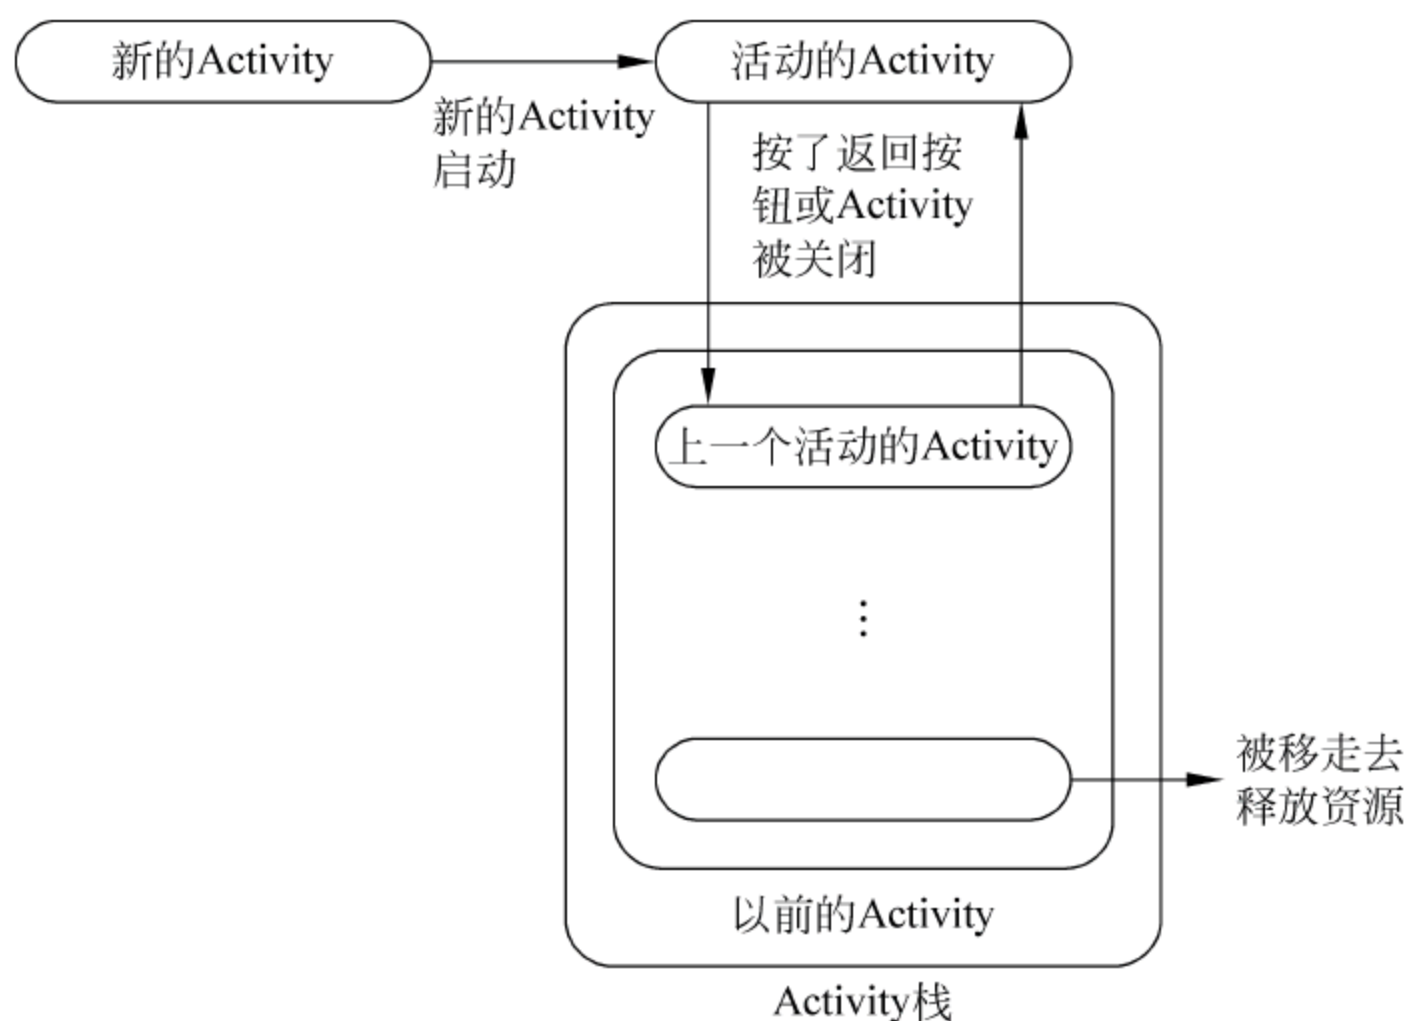 新的Activity
活动的Activity
新的Activity
启动
按了返回按
钮或Activity
被关闭
上一个活动的Activity
被移走去
释放资源
以前的Activity
Activity栈